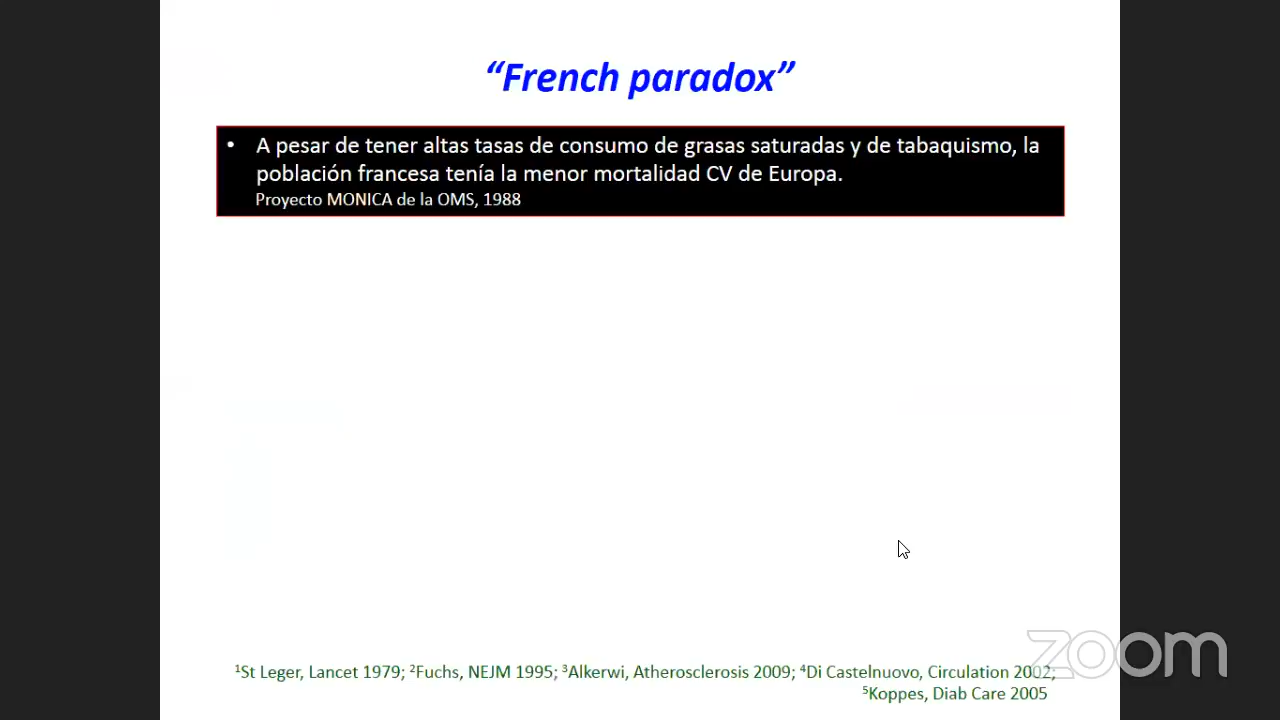 “French paradox”
• A pesar de tener altas tasas de consumo de grasas saturadas y de tabaquismo, la
población francesa tenía la menor mortalidad CV de Europa.
Proyecto MONICA de la OMS, 1988
zoom
¹St Leger, Lancet 1979; ²Fuchs, NEJM 1995; ³Alkerwi, Atherosclerosis 2009; ⁴Di Castelnuovo, Circulation 2002;
⁵Koppes, Diab Care 2005